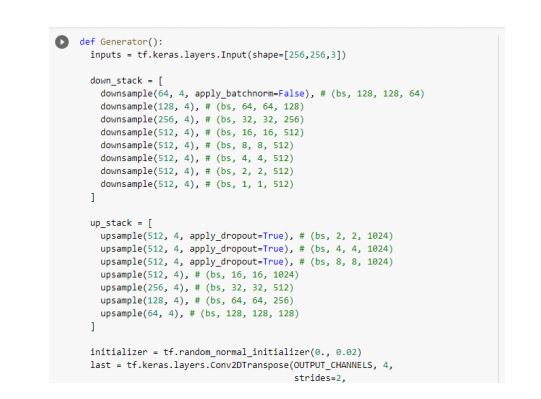 def Generator():
inputs = tf.keras.layers.Input(shape=[256,256,3])
down_stack = [
downsample(64, 4, apply_batchnorm=False), # (bs, 128, 128, 64)
downsample(128, 4), # (bs, 64, 64, 128)
downsample(256, 4), # (bs, 32, 32, 256)
downsample(512, 4), # (bs, 16, 16, 512)
downsample(512, 4), # (bs, 8, 8, 512)
downsample(512, 4), # (bs, 4, 4, 512)
downsample(512, 4), # (bs, 2, 2, 512)
downsample(512, 4), # (bs, 1, 1, 512)
]
up_stack = [
upsample(512, 4, apply_dropout=True), # (bs, 2, 2, 1024)
upsample(512, 4, apply_dropout=True), # (bs, 4, 4, 1024)
upsample(512, 4, apply_dropout=True), # (bs, 8, 8, 1024)
upsample(512, 4), # (bs, 16, 16, 1024)
upsample(256, 4), # (bs, 32, 32, 512)
upsample(128, 4), # (bs, 64, 64, 256)
upsample(64, 4), # (bs, 128, 128, 128)
]
initializer = tf.random_normal_initializer(0., 0.02)
last = tf.keras.layers.Conv2DTranspose(OUTPUT_CHANNELS, 4,
strides=2,